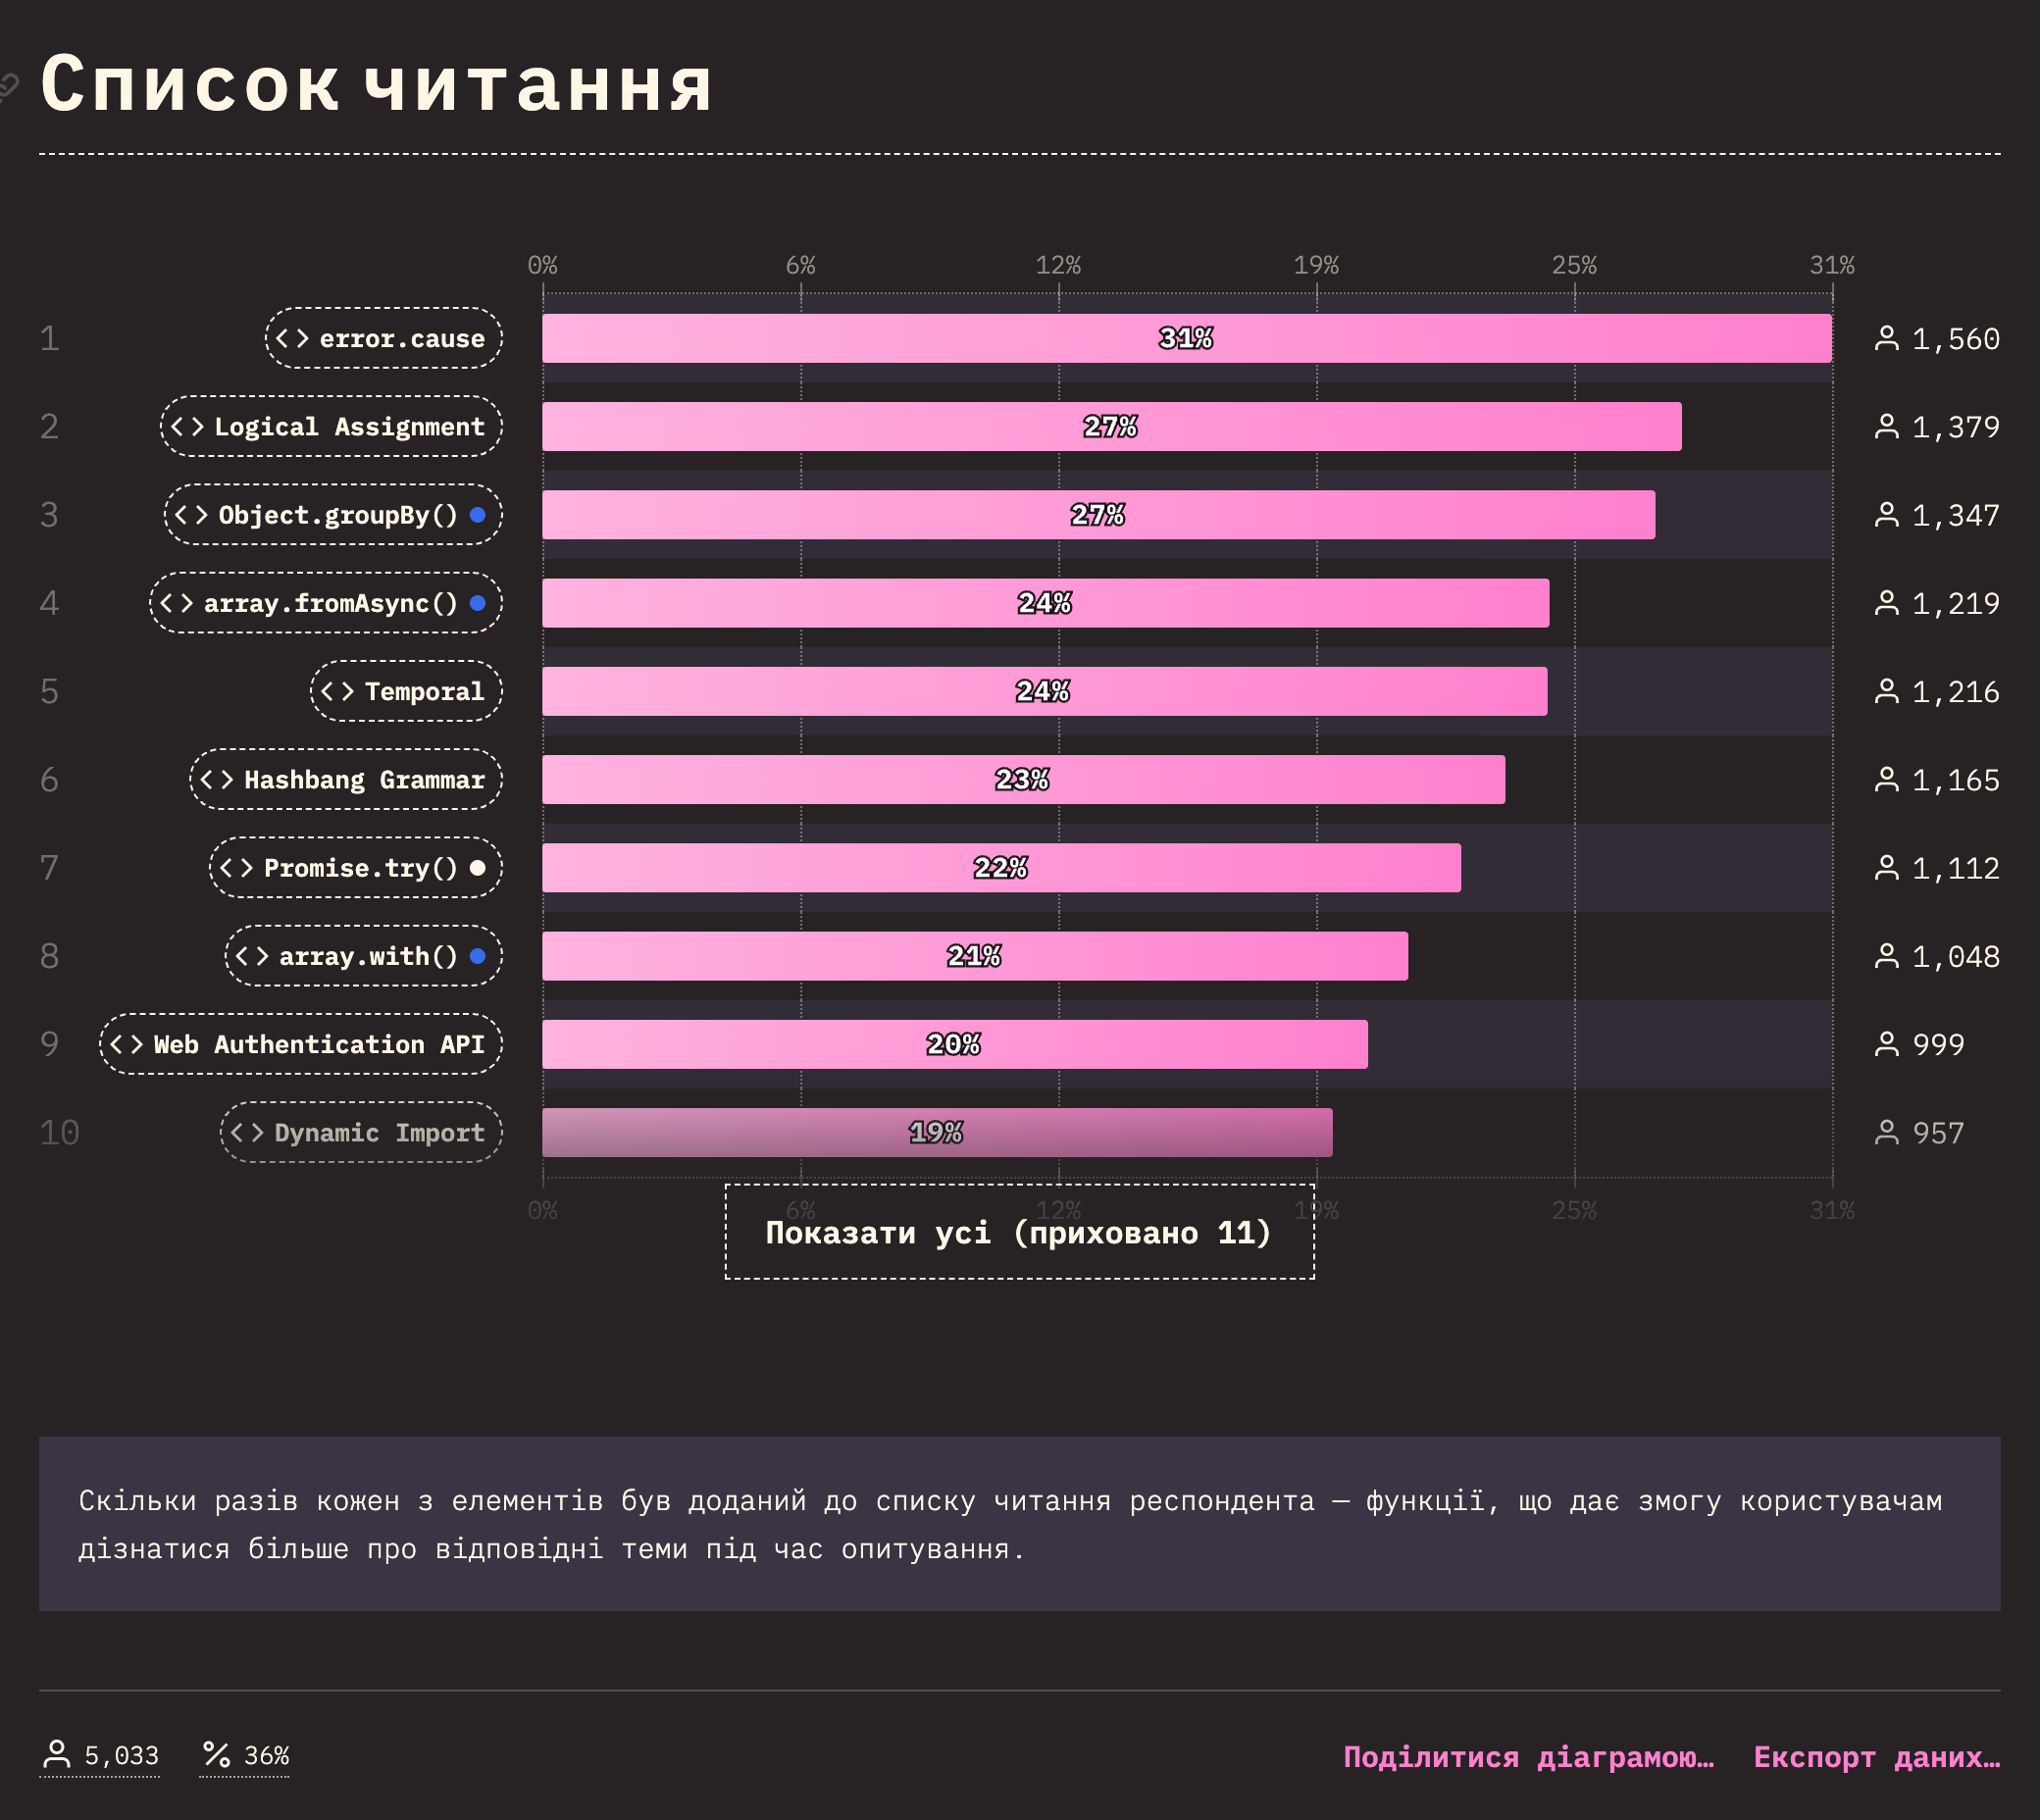 Список читання
0% 6% 12% 19% 25% 31%
1 <> error.cause 31% 1,560
2 <> Logical Assignment 27% 1,379
3 <> Object.groupBy() 27% 1,347
4 <> array.fromAsync() 24% 1,219
5 <> Temporal 24% 1,216
6 <> Hashbang Grammar 23% 1,165
7 <> Promise.try() 22% 1,112
8 <> array.with() 21% 1,048
9 <> Web Authentication API 20% 999
10 <> Dynamic Import 19% 957
0% 6% 12% 19% 25% 31%
Показати усі (приховано 11)
Скільки разів кожен з елементів був доданий до списку читання респондента — функції, що дає змогу користувачам
дізнатися більше про відповідні теми під час опитування.
5,033 % 36% Поділитися діаграмою… Експорт даних…